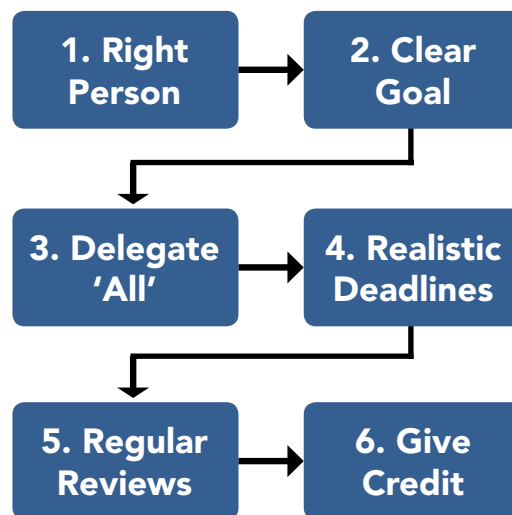 1. Right
Person
2. Clear
Goal
3. Delegate
‘All’
4. Realistic
Deadlines
5. Regular
Reviews
6. Give
Credit